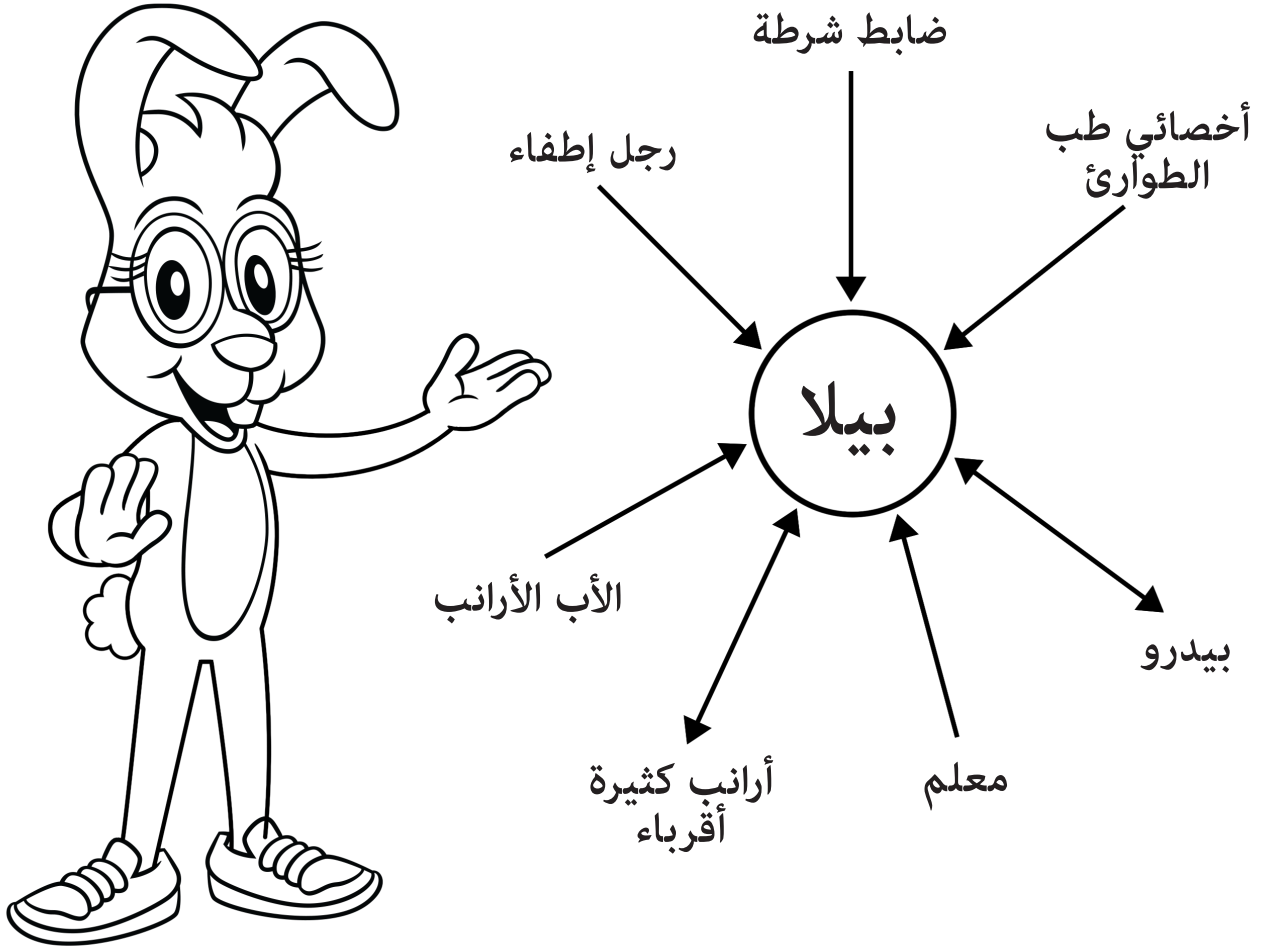 ضابط شرطة
أخصائي طب
الطوارئ
رجل إطفاء
بيلا
الأب الأرانب
بيدرو
أرانب كثيرة
أقرباء
معلم